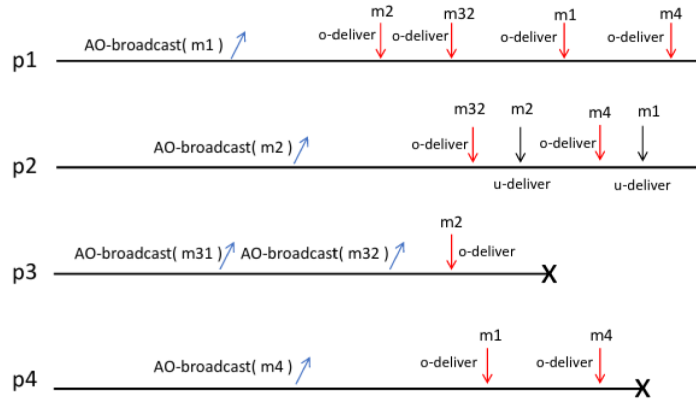 m2 m32 m1 m4
AO-broadcast( m1 ) o-deliver o-deliver o-deliver o-deliver
p1
m32 m2 m4 m1
AO-broadcast( m2 ) o-deliver o-deliver
p2
u-deliver u-deliver
m2
AO-broadcast( m31 ) AO-broadcast( m32 ) o-deliver
p3 X
m1 m4
AO-broadcast( m4 ) o-deliver o-deliver
p4 X